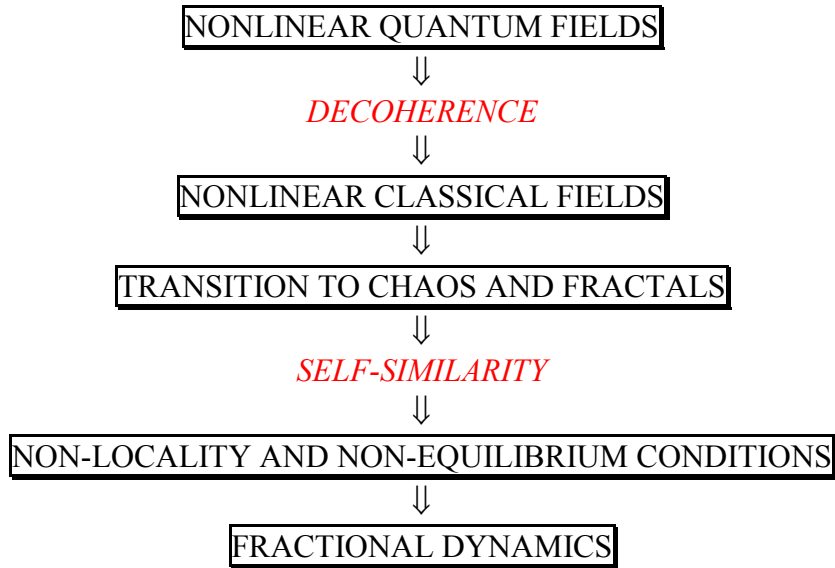 NONLINEAR QUANTUM FIELDS
⇓
DECOHERENCE
⇓
NONLINEAR CLASSICAL FIELDS
⇓
TRANSITION TO CHAOS AND FRACTALS
⇓
SELF-SIMILARITY
⇓
NON-LOCALITY AND NON-EQUILIBRIUM CONDITIONS
⇓
FRACTIONAL DYNAMICS